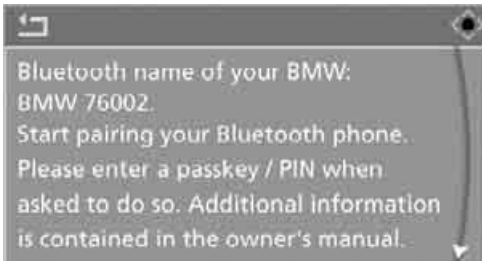 Bluetooth name of your BMW:
BMW 76002.
Start pairing your Bluetooth phone.
Please enter a passkey / PIN when
asked to do so. Additional information
is contained in the owner's manual.